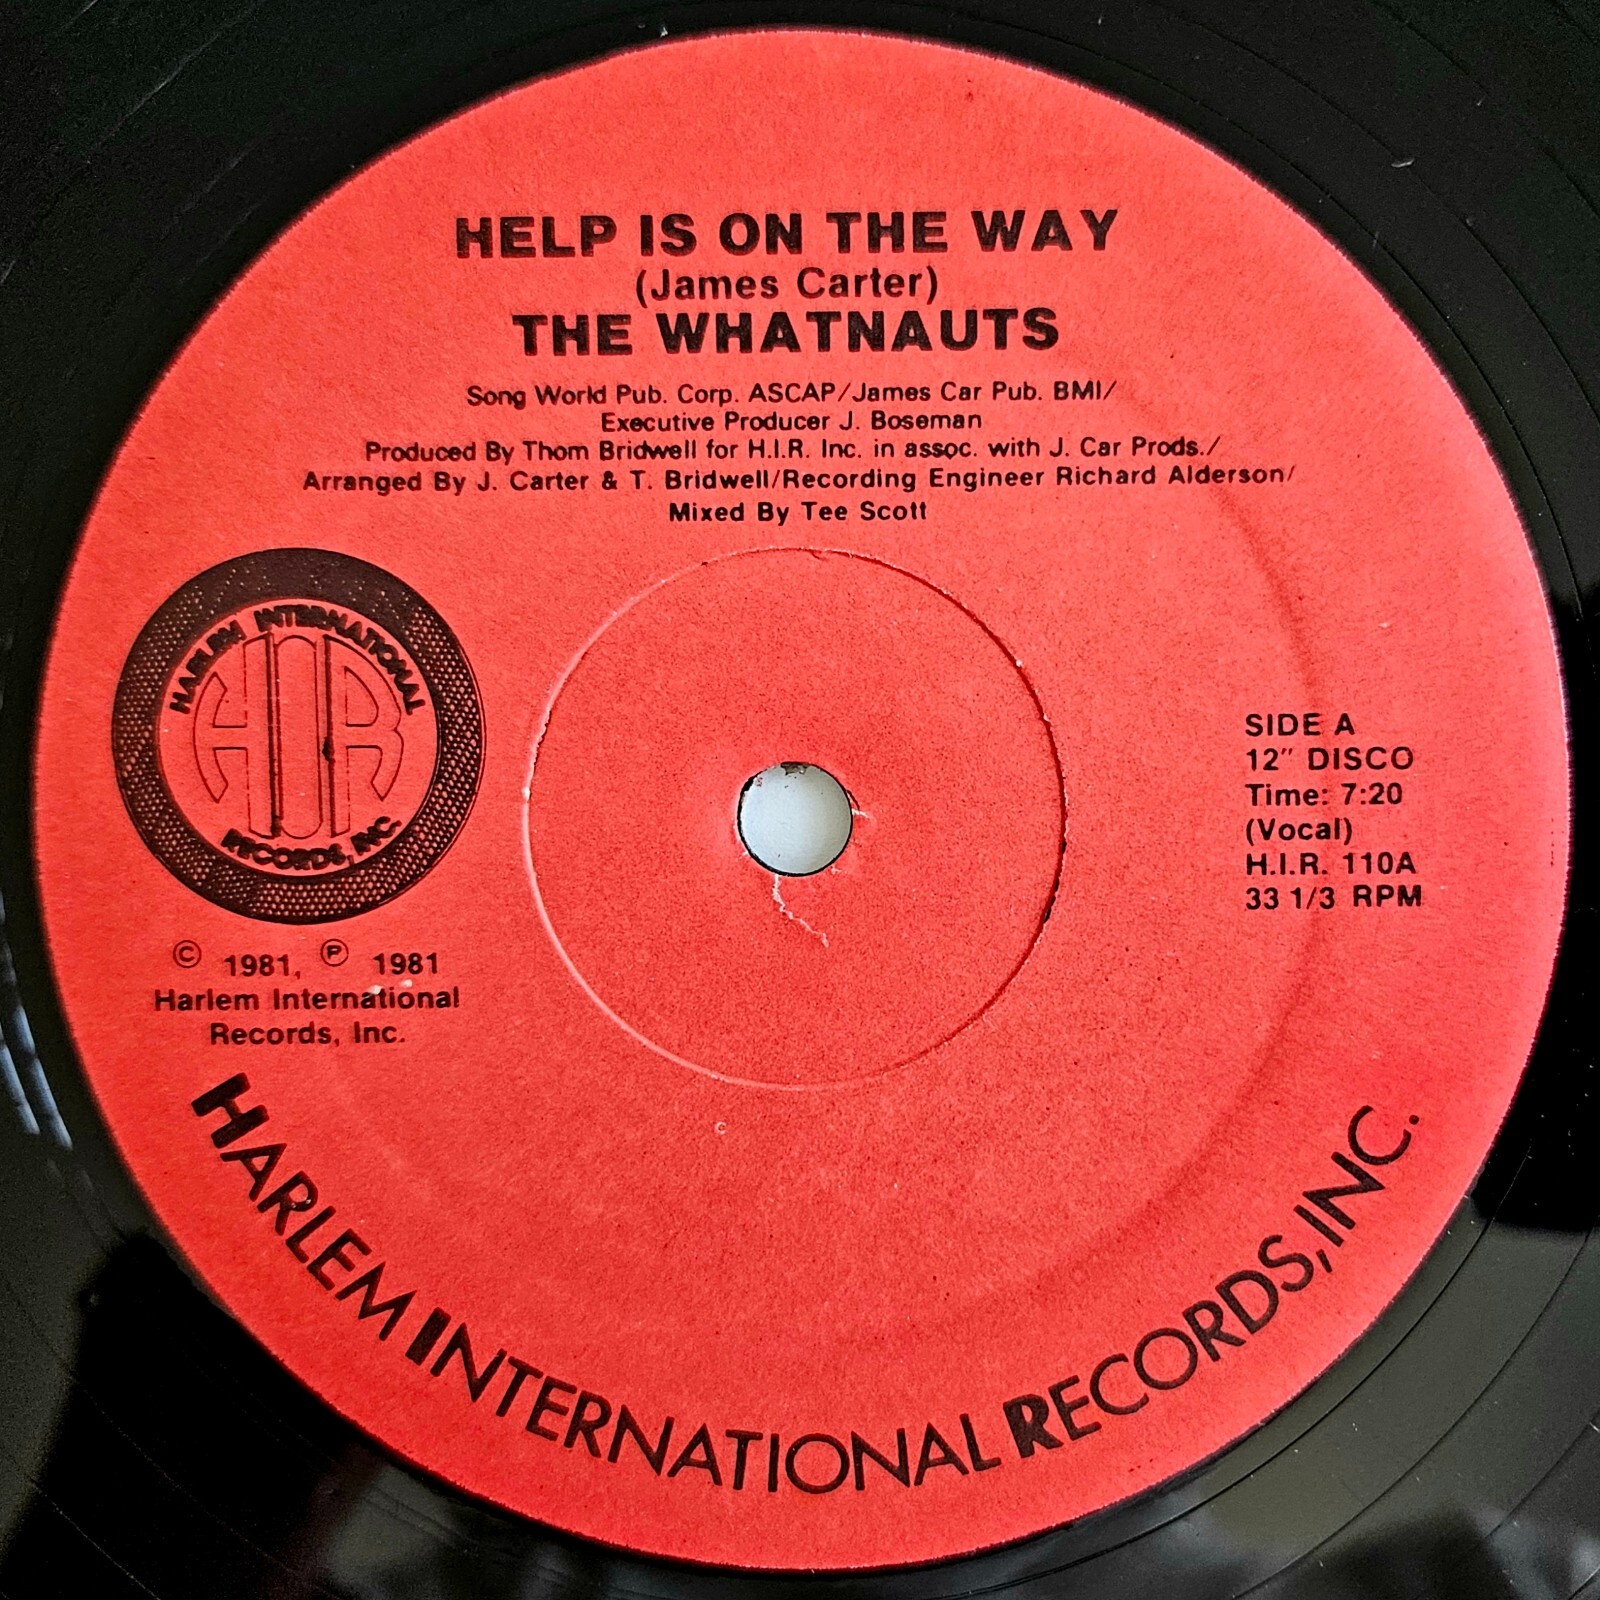 HELP IS ON THE WAY
(James Carter)
THE WHATNAUTS
Song World Pub. Corp. ASCAP/James Car Pub. BMI/
Executive Producer J. Boseman
Produced By Thom Bridwell for H.I.R. Inc. in assoc. with J. Car Prods./
Arranged By J. Carter & T. Bridwell/Recording Engineer Richard Alderson/
Mixed By Tee Scott
HARLEM INTERNATIONAL
HIR
RECORDS, INC.
© 1981, ℗ 1981
Harlem International
Records, Inc.
SIDE A
12" DISCO
Time: 7:20
(Vocal)
H.I.R. 110A
33 1/3 RPM
HARLEM INTERNATIONAL RECORDS, INC.